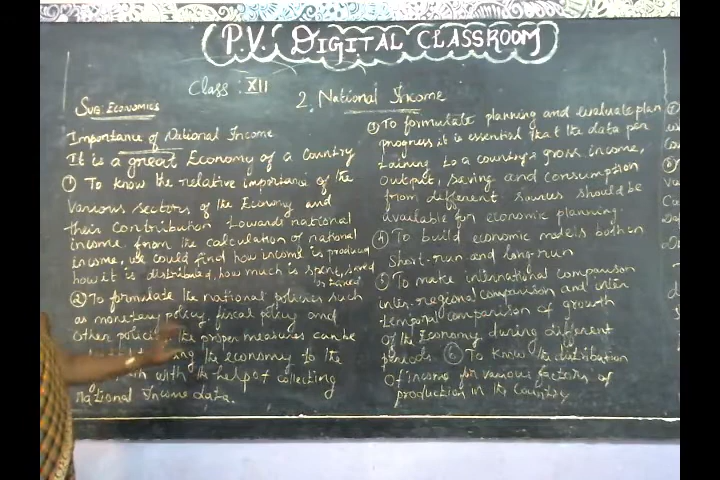 P.V. DIGITAL CLASSROOM
Class : XII
Sub: Economics
2. National Income
Importance of National Income
It is a great Economy of a country
① To know the relative importance of the
various sectors of the Economy and
their contribution towards national
income. from the calculation of national
income, we could find how income is produced
how it is distributed, how much is spent, saved
or taxed
② To formulate the national policies such
as monetary policy, fiscal policy and
other policies. the proper measures can be
the economy to the
with the help of collecting
national Income data.
③ To formulate planning and evaluate plan
progress it is essential that the data per
taining to a country's gross income,
output, saving and consumption
from different sources should be
available for economic planning.
④ To build economic models both in
short-run and long-run
⑤ To make international comparison
inter-regional comparison and inter
temporal comparison of growth
of the Economy during different
periods. ⑥ To know the distribution
of income for various factors of
production in the Country.